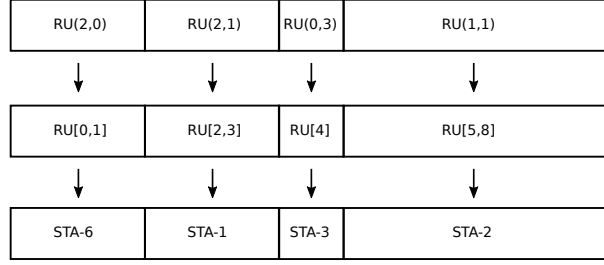 RU(2,0) RU(2,1) RU(0,3) RU(1,1)
RU[0,1] RU[2,3] RU[4] RU[5,8]
STA-6 STA-1 STA-3 STA-2